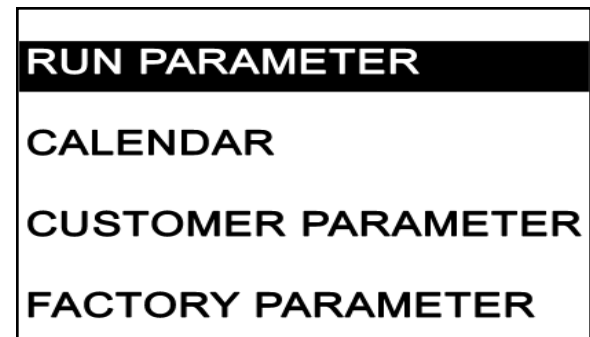 RUN PARAMETER
CALENDAR
CUSTOMER PARAMETER
FACTORY PARAMETER